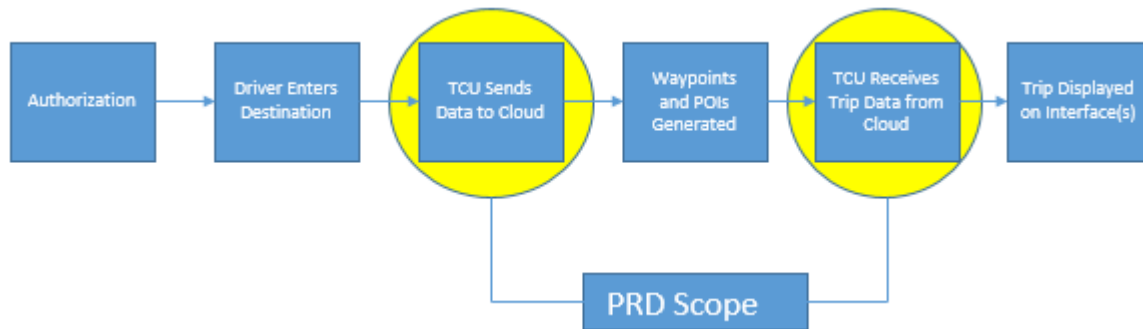 Authorization
Driver Enters
Destination
TCU Sends
Data to Cloud
Waypoints
and POIs
Generated
TCU Receives
Trip Data from
Cloud
Trip Displayed
on Interface(s)
PRD Scope